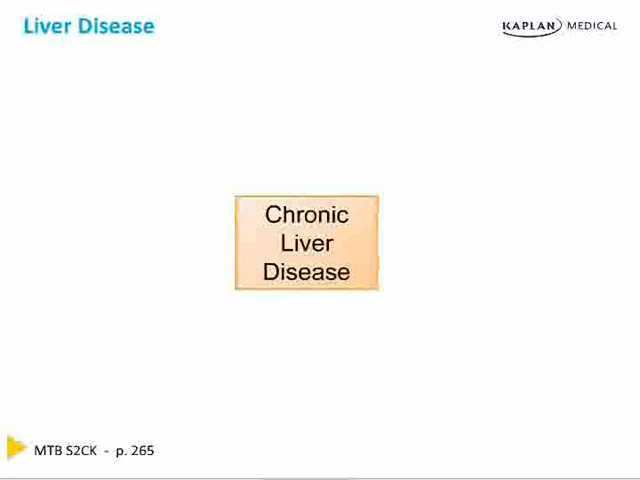 Liver Disease
KAPLAN MEDICAL
Chronic
Liver
Disease
MTB S2CK - p. 265